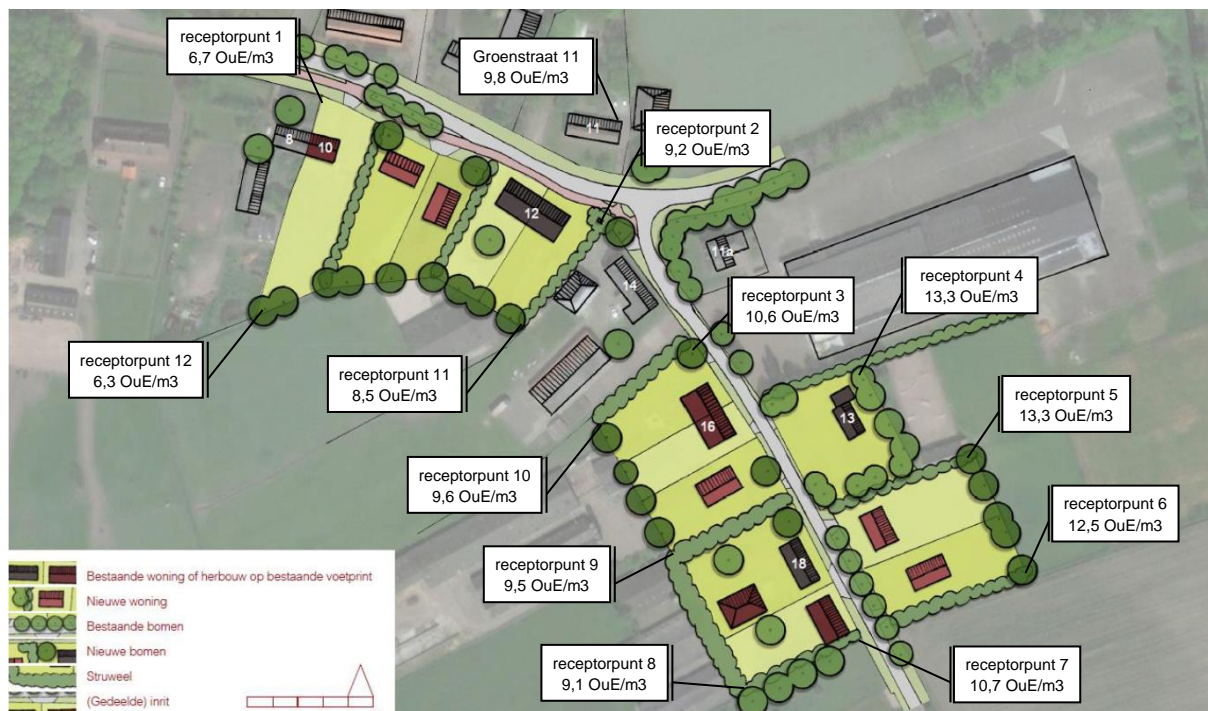 receptorpunt 1
6,7 OuE/m3
Groenstraat 11
9,8 OuE/m3
11
receptorpunt 2
9,2 OuE/m3
8
10
12
11a
14
receptorpunt 4
13,3 OuE/m3
receptorpunt 3
10,6 OuE/m3
receptorpunt 12
6,3 OuE/m3
receptorpunt 11
8,5 OuE/m3
receptorpunt 5
13,3 OuE/m3
16
13
receptorpunt 10
9,6 OuE/m3
receptorpunt 6
12,5 OuE/m3
receptorpunt 9
9,5 OuE/m3
18
receptorpunt 8
9,1 OuE/m3
receptorpunt 7
10,7 OuE/m3
Bestaande woning of herbouw op bestaande voetprint
Nieuwe woning
Bestaande bomen
Nieuwe bomen
Struweel
(Gedeelde) inrit